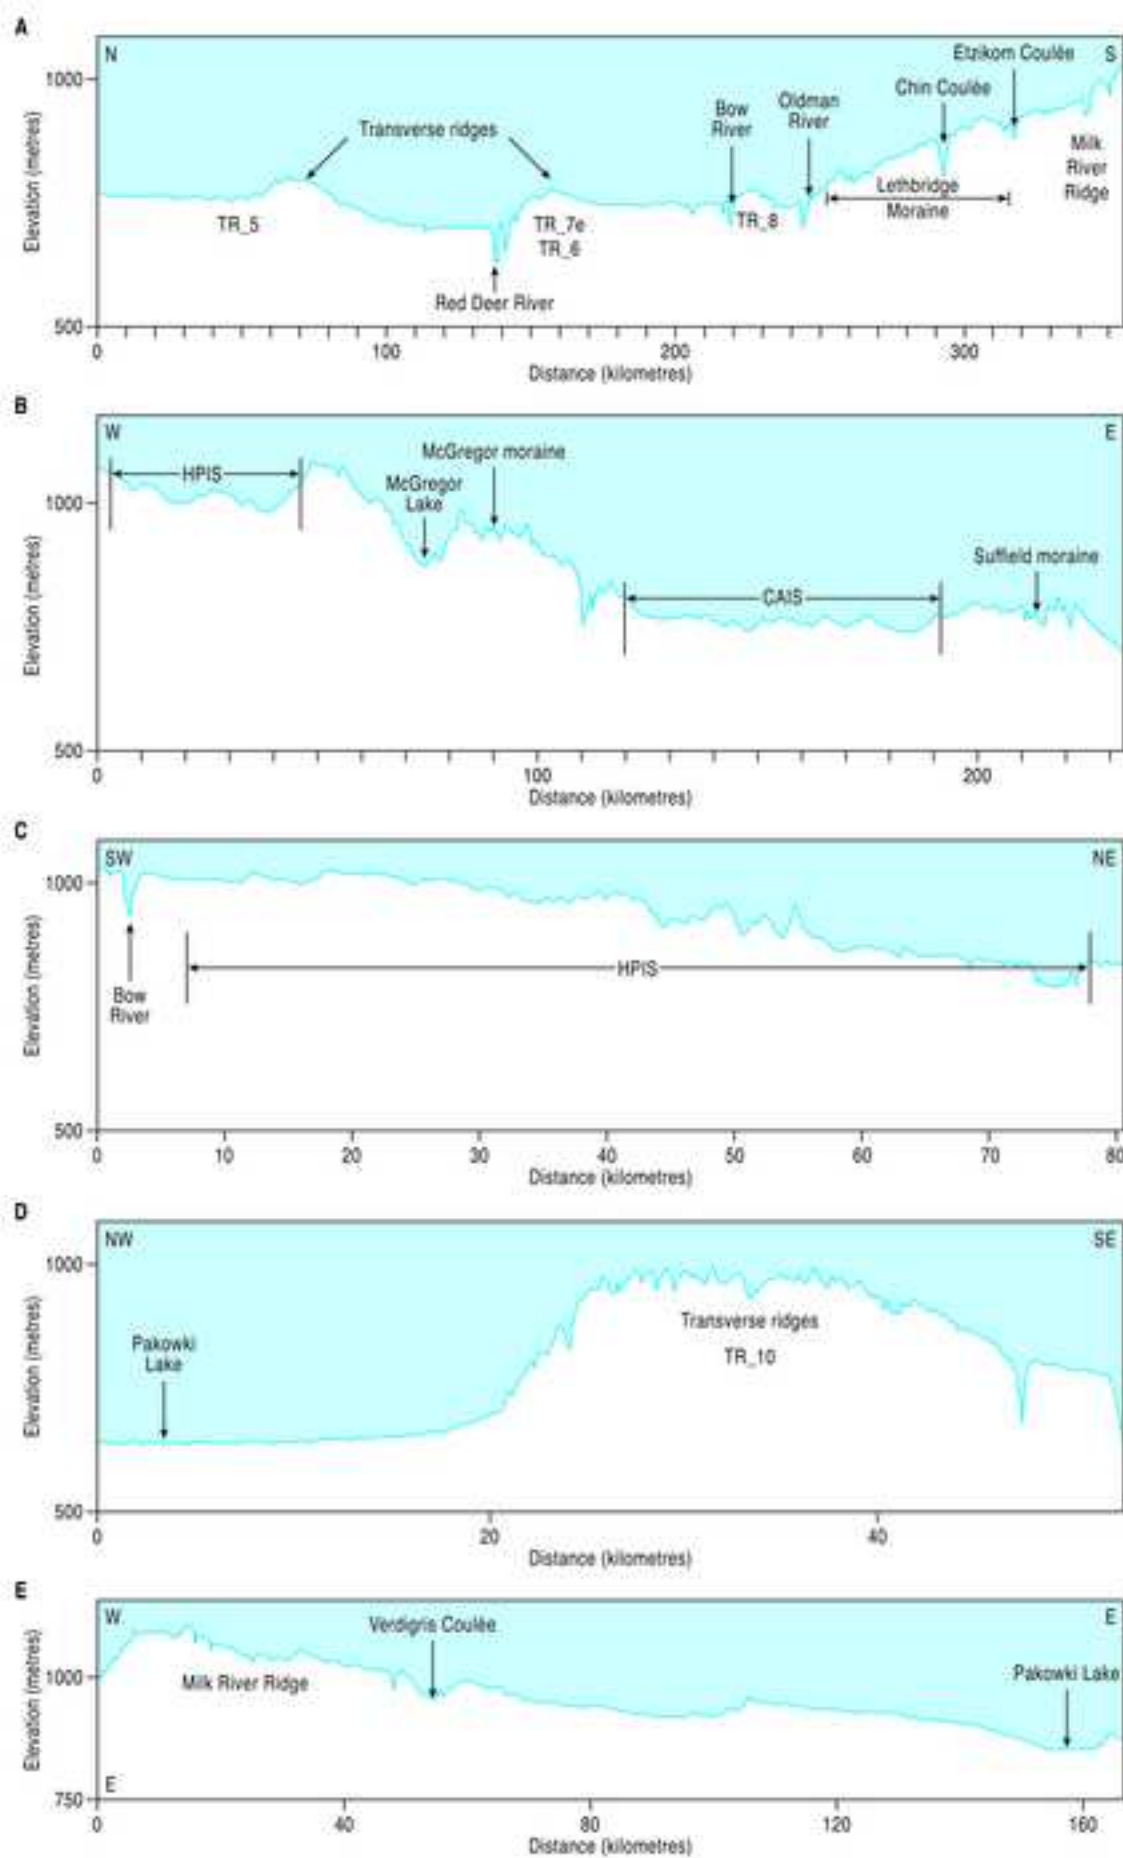 A
N
S
Etzikom Coulée
Chin Coulée
Oldman
River
Bow
River
Transverse ridges
1000
Elevation (metres)
Milk
River
Ridge
Lethbridge
Moraine
TR_5
TR_7e
TR_6
TR_8
Red Deer River
500
0
100
200
300
Distance (kilometres)
B
W
E
McGregor moraine
HPIS
McGregor
Lake
1000
Elevation (metres)
Suffield moraine
CAIS
500
0
100
200
Distance (kilometres)
C
SW
NE
1000
Elevation (metres)
HPIS
Bow
River
500
0
10
20
30
40
50
60
70
80
Distance (kilometres)
D
NW
SE
1000
Elevation (metres)
Transverse ridges
TR_10
Pakowki
Lake
500
0
20
40
Distance (kilometres)
E
W
E
Verdigris Coulée
1000
Elevation (metres)
Milk River Ridge
Pakowki Lake
E
750
0
40
80
120
160
Distance (kilometres)